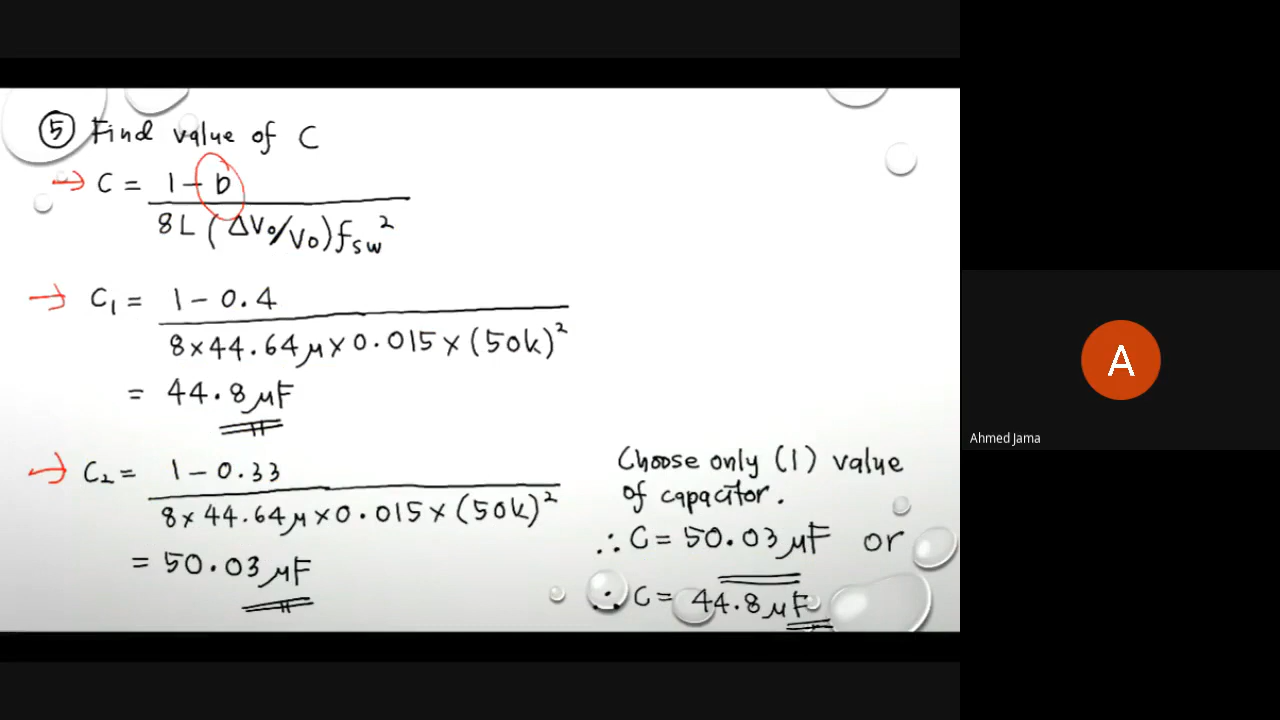 ⑤ Find value of C
→ C = 1 - D
8L (ΔVo/Vo) fsw²
→ C₁ = 1 - 0.4
8 x 44.64μ x 0.015 x (50k)²
= 44.8μF
→ C₂ = 1 - 0.33
8 x 44.64μ x 0.015 x (50k)²
= 50.03μF
Choose only (1) value
of capacitor.
∴ C = 50.03μF or
∴ C = 44.8μF
A
Ahmed Jama